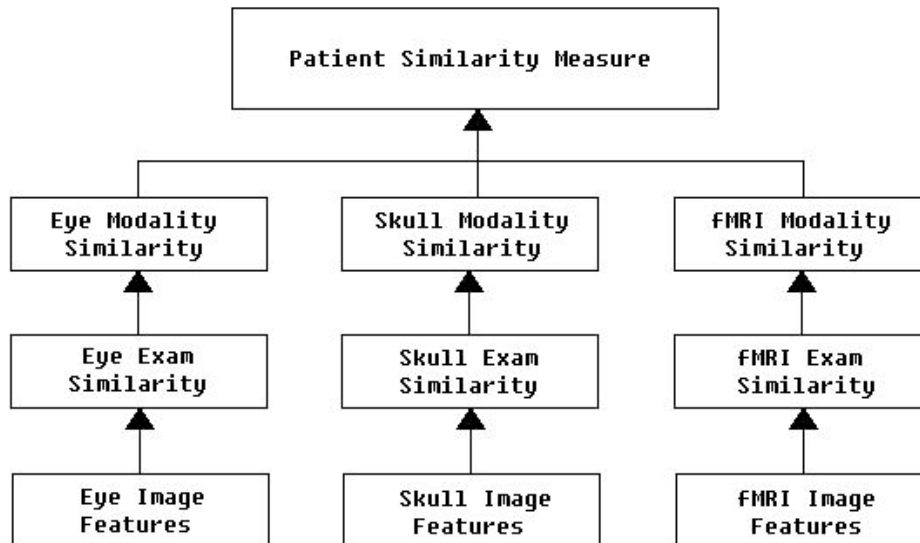 Patient Similarity Measure
Eye Modality
Similarity
Skull Modality
Similarity
fMRI Modality
Similarity
Eye Exam
Similarity
Skull Exam
Similarity
fMRI Exam
Similarity
Eye Image
Features
Skull Image
Features
fMRI Image
Features